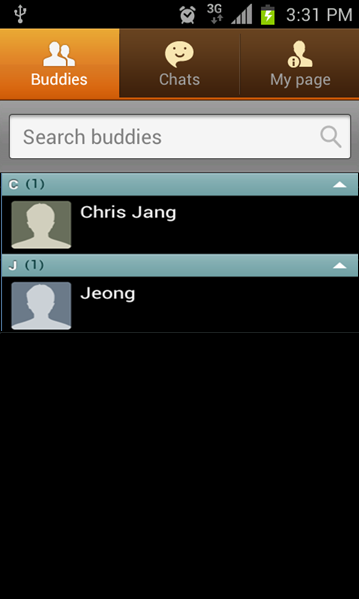 3G 3:31 PM
Buddies Chats My page
Search buddies
C (1)
Chris Jang
J (1)
Jeong